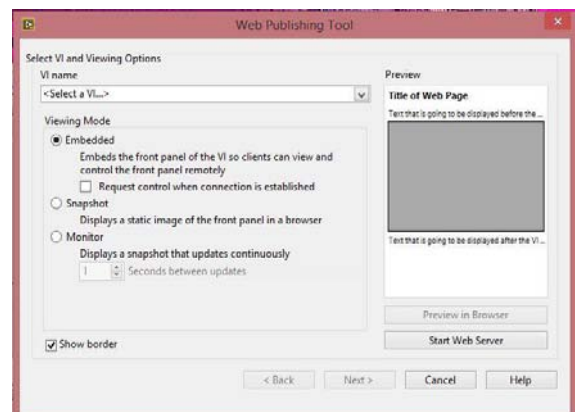 Web Publishing Tool
Select VI and Viewing Options
VI name
<Select a VI...>
Viewing Mode
Embedded
Embeds the front panel of the VI so clients can view and
control the front panel remotely
Request control when connection is established
Snapshot
Displays a static image of the front panel in a browser
Monitor
Displays a snapshot that updates continuously
1 Seconds between updates
Show border
Preview
Title of Web Page
Text that is going to be displayed before the ...
Text that is going to be displayed after the VI ...
Preview in Browser
Start Web Server
< Back Next > Cancel Help